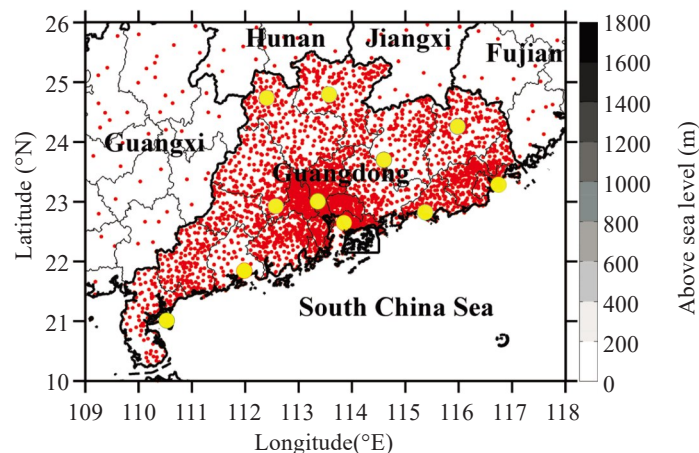 Hunan
Jiangxi
Fujian
Guangxi
Guangdong
South China Sea
26
25
24
23
22
21
10
Latitude (°N)
109 110 111 112 113 114 115 116 117 118
Longitude(°E)
1800
1600
1400
1200
1000
800
600
400
200
0
Above sea level (m)